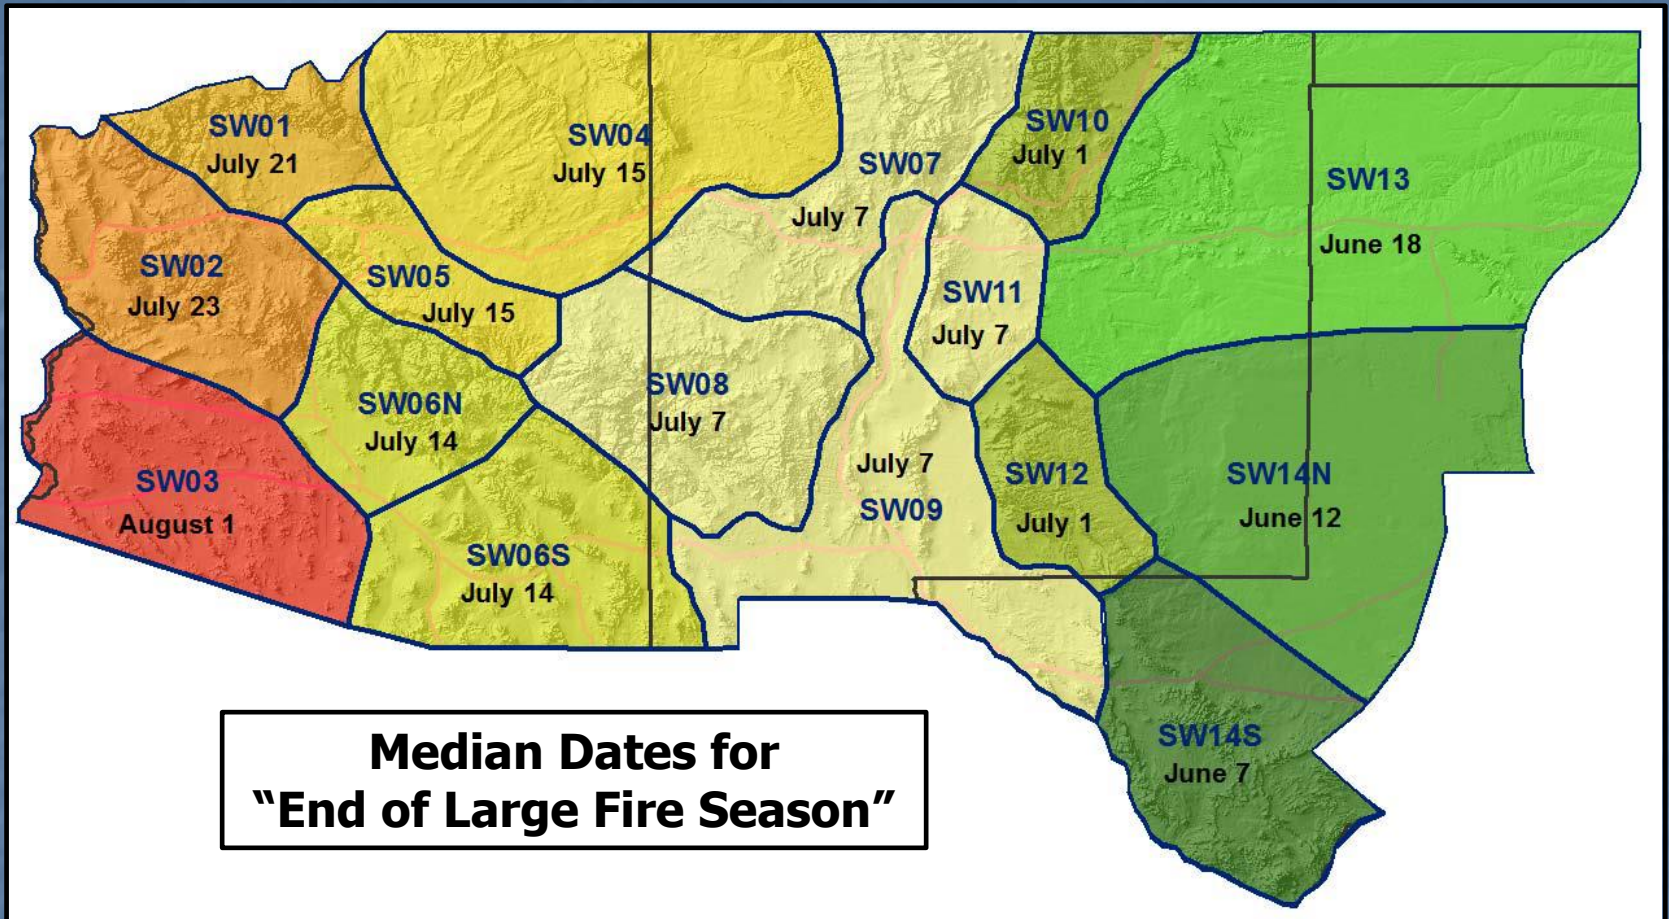 SW01
July 21
SW04
July 15
SW07
July 7
SW10
July 1
SW13
June 18
SW02
July 23
SW05
July 15
SW11
July 7
SW06N
July 14
SW08
July 7
SW03
August 1
July 7
SW09
SW12
July 1
SW14N
June 12
SW06S
July 14
SW14S
June 7
Median Dates for
“End of Large Fire Season”